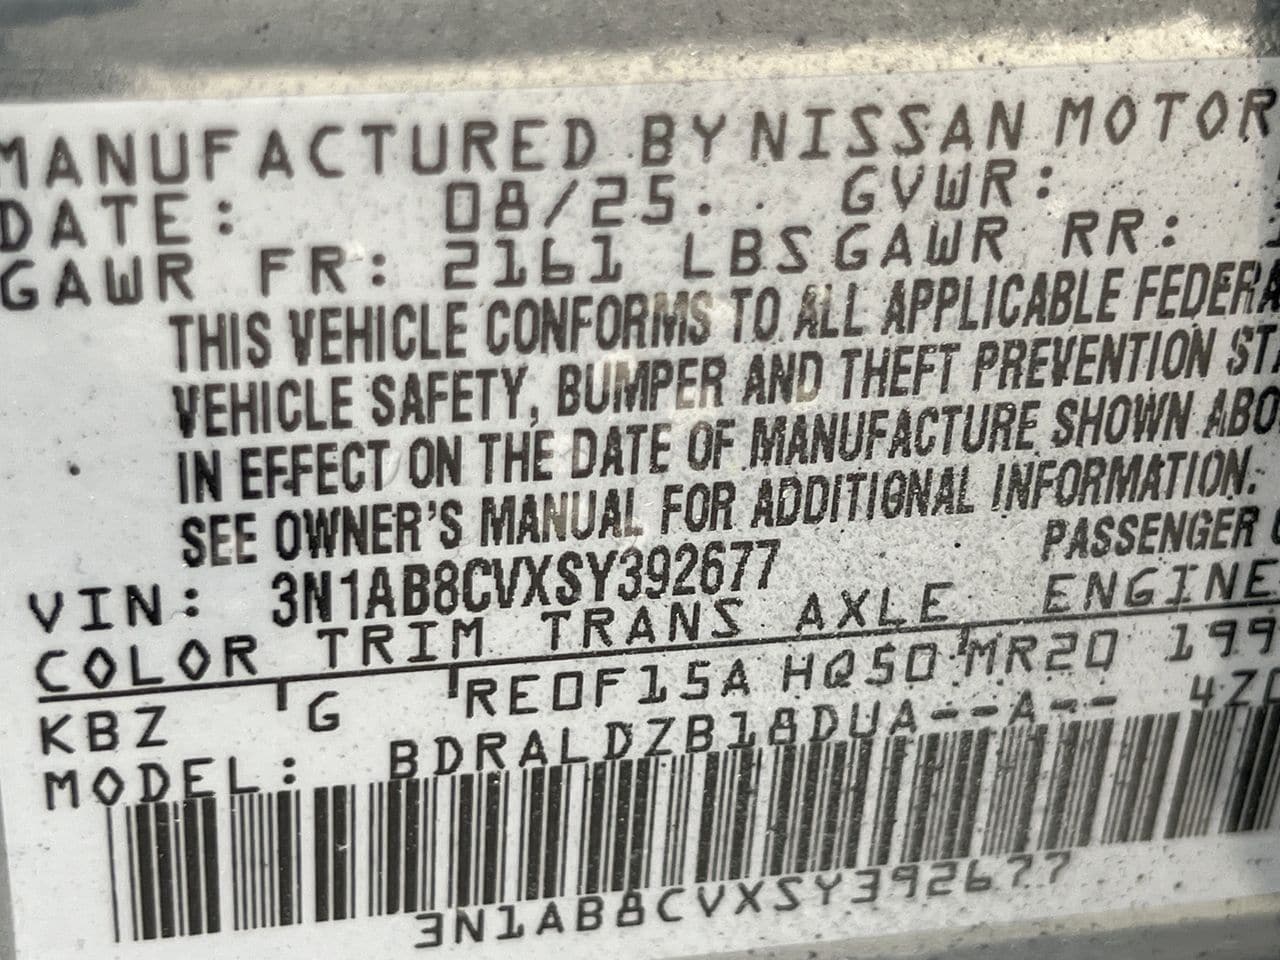 MANUFACTURED BY NISSAN MOTOR
DATE: 08/25. GVWR:
GAWR FR: 2161 LBS GAWR RR:
THIS VEHICLE CONFORMS TO ALL APPLICABLE FEDERA
VEHICLE SAFETY, BUMPER AND THEFT PREVENTION STA
IN EFFECT ON THE DATE OF MANUFACTURE SHOWN ABO
SEE OWNER'S MANUAL FOR ADDITIONAL INFORMATION.
PASSENGER
VIN: 3N1AB8CVXSY392677
COLOR TRIM TRANS AXLE ENGINE
KBZ G RE0F15A HQ50 MR20 199
MODEL: BDRALDZB18DUA--A-- 4Z
3N1AB8CVXSY392677